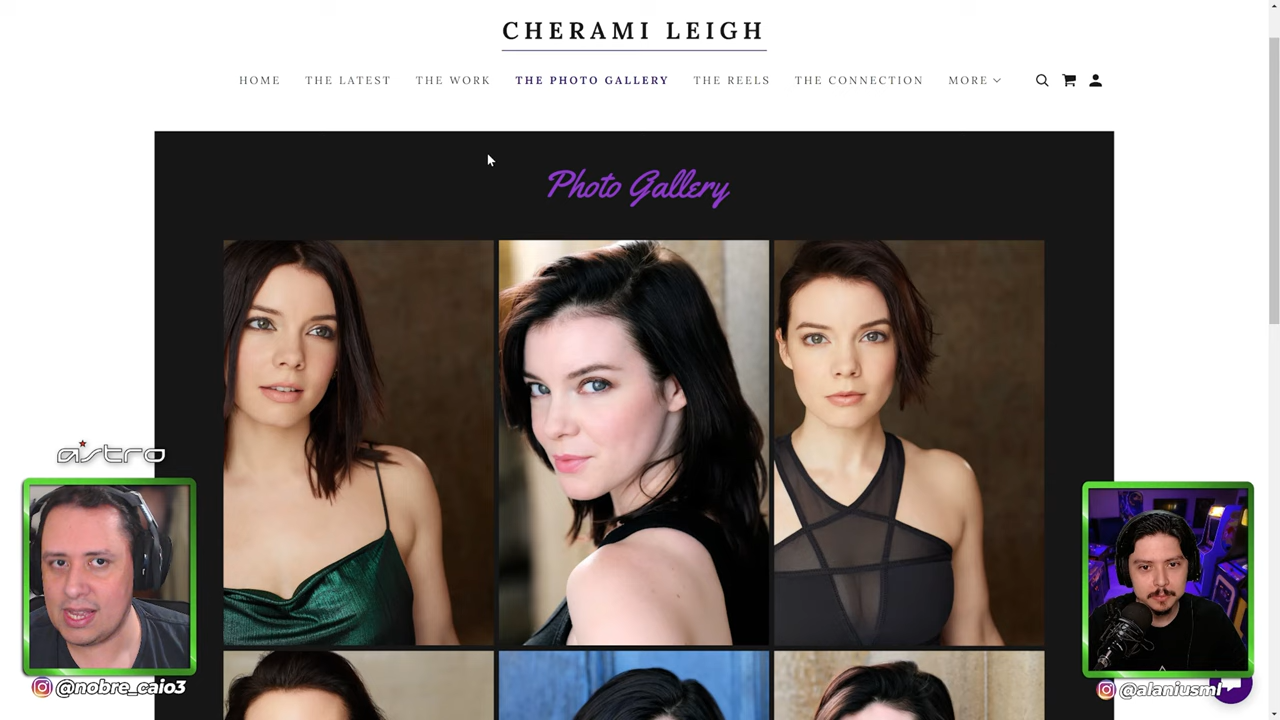 CHERAMI LEIGH
HOME THE LATEST THE WORK THE PHOTO GALLERY THE REELS THE CONNECTION MORE
Photo Gallery
astro
@nobre_caio3
@alaniusml